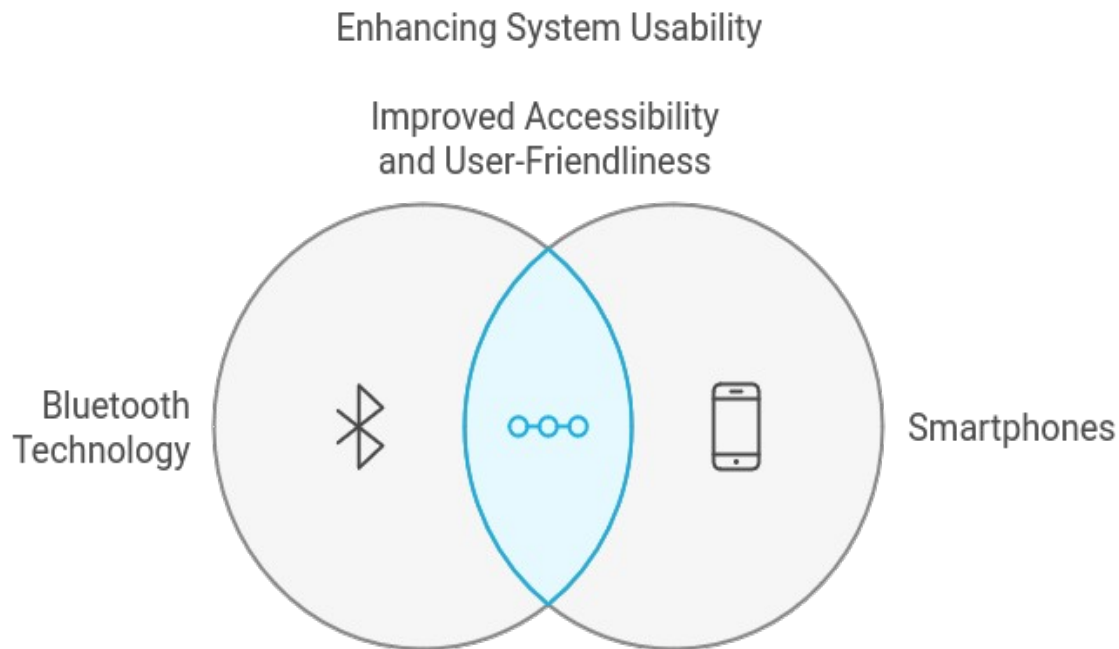 Enhancing System Usability
Improved Accessibility
and User-Friendliness
Bluetooth
Technology
Smartphones